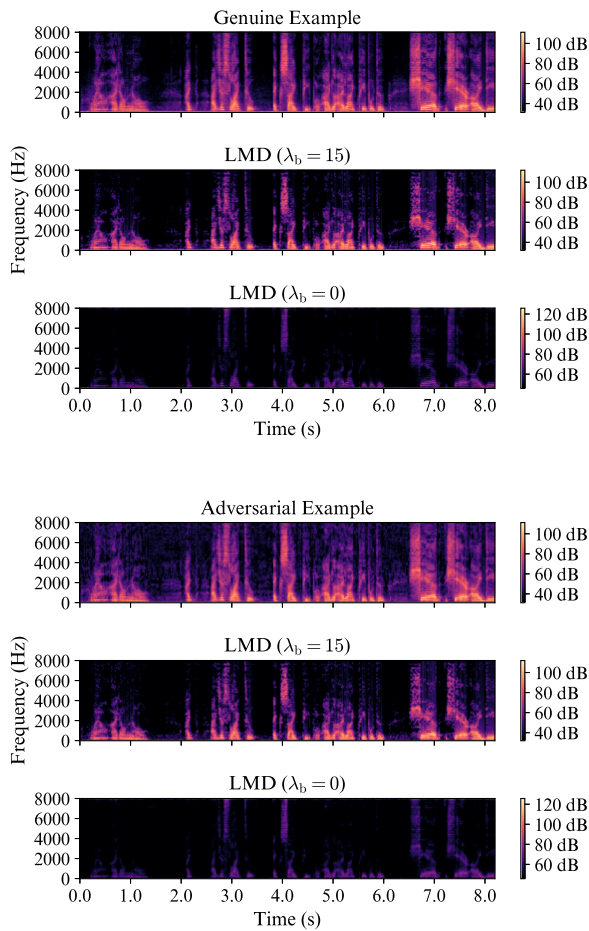 Genuine Example
8000
6000
4000
2000
0
100 dB
80 dB
60 dB
40 dB
LMD (λb = 15)
8000
6000
4000
2000
0
100 dB
80 dB
60 dB
40 dB
Frequency (Hz)
LMD (λb = 0)
8000
6000
4000
2000
0
120 dB
100 dB
80 dB
60 dB
0.0 1.0 2.0 3.0 4.0 5.0 6.0 7.0 8.0
Time (s)
Adversarial Example
8000
6000
4000
2000
0
100 dB
80 dB
60 dB
40 dB
LMD (λb = 15)
8000
6000
4000
2000
0
100 dB
80 dB
60 dB
40 dB
Frequency (Hz)
LMD (λb = 0)
8000
6000
4000
2000
0
120 dB
100 dB
80 dB
60 dB
0.0 1.0 2.0 3.0 4.0 5.0 6.0 7.0 8.0
Time (s)